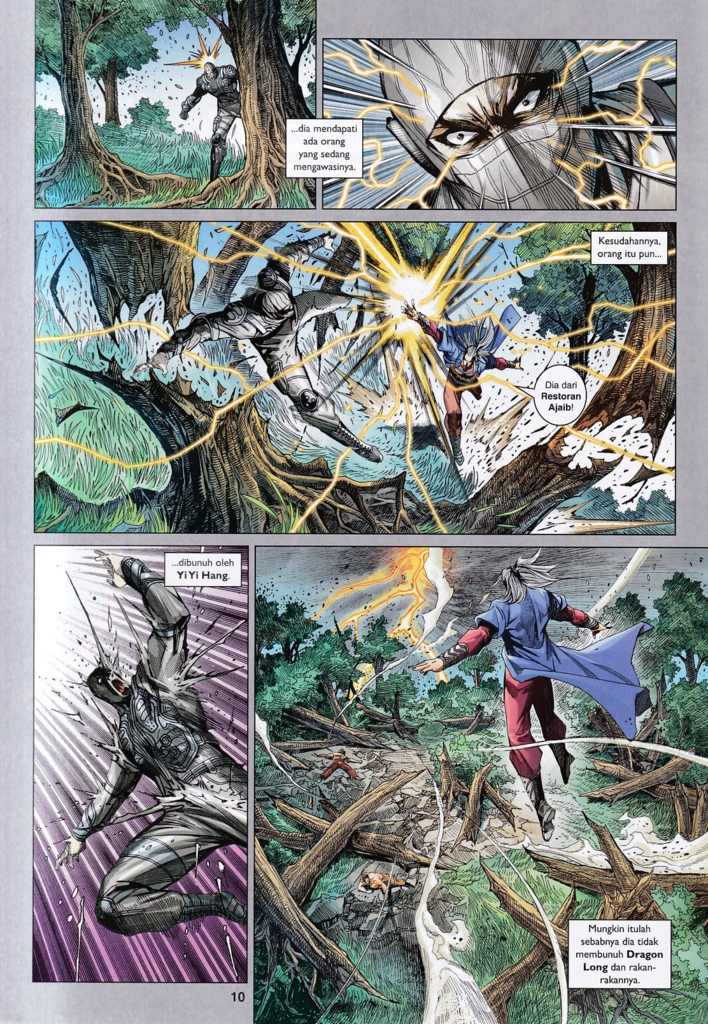 ...dia mendapati
ada orang
yang sedang
mengawasinya.
Kesudahannya,
orang itu pun...
Dia dari
Restoran
Ajaib!
...dibunuh oleh
Yi Yi Hang.
Mungkin itulah
sebabnya dia tidak
membunuh Dragon
Long dan rakan-
rakannya.
10